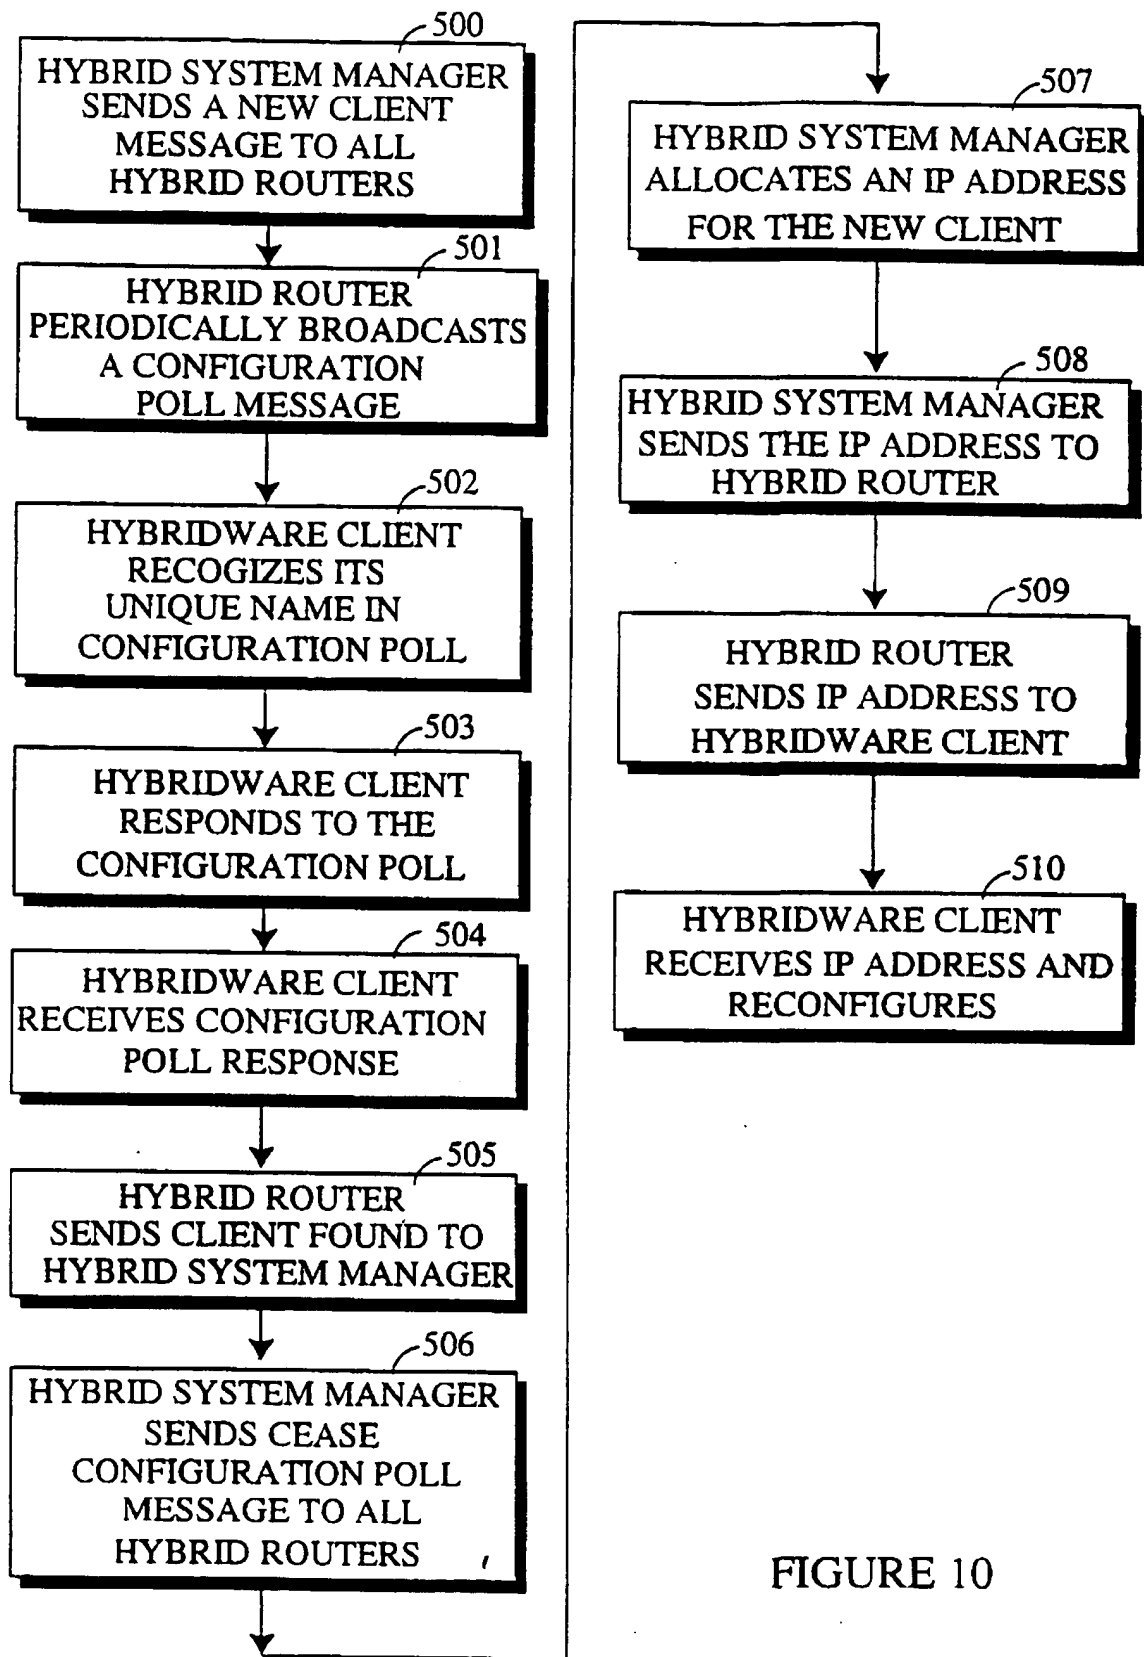 500
HYBRID SYSTEM MANAGER
SENDS A NEW CLIENT
MESSAGE TO ALL
HYBRID ROUTERS
501
HYBRID ROUTER
PERIODICALLY BROADCASTS
A CONFIGURATION
POLL MESSAGE
502
HYBRIDWARE CLIENT
RECOGIZES ITS
UNIQUE NAME IN
CONFIGURATION POLL
503
HYBRIDWARE CLIENT
RESPONDS TO THE
CONFIGURATION POLL
504
HYBRIDWARE CLIENT
RECEIVES CONFIGURATION
POLL RESPONSE
505
HYBRID ROUTER
SENDS CLIENT FOUND TO
HYBRID SYSTEM MANAGER
506
HYBRID SYSTEM MANAGER
SENDS CEASE
CONFIGURATION POLL
MESSAGE TO ALL
HYBRID ROUTERS
507
HYBRID SYSTEM MANAGER
ALLOCATES AN IP ADDRESS
FOR THE NEW CLIENT
508
HYBRID SYSTEM MANAGER
SENDS THE IP ADDRESS TO
HYBRID ROUTER
509
HYBRID ROUTER
SENDS IP ADDRESS TO
HYBRIDWARE CLIENT
510
HYBRIDWARE CLIENT
RECEIVES IP ADDRESS AND
RECONFIGURES
FIGURE 10